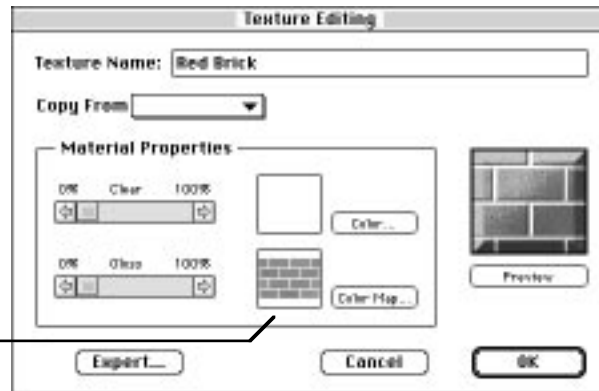 Texture Editing
Texture Name: Red Brick
Copy From
Material Properties
0% Clear 100%
Color...
0% Gloss 100%
Color Map...
Preview
Expert... Cancel OK